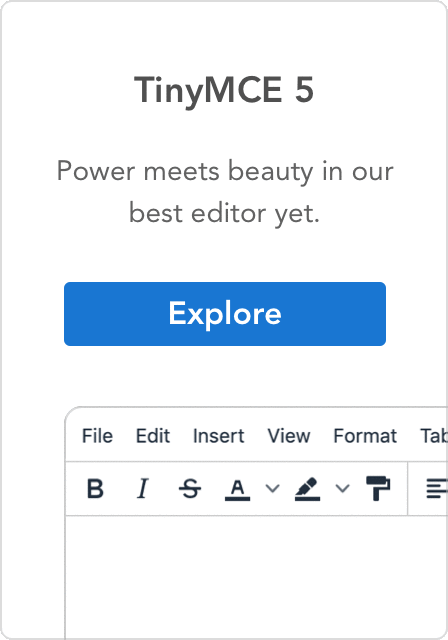 TinyMCE 5
Power meets beauty in our
best editor yet.
Explore
File Edit Insert View Format Tab
B I S A